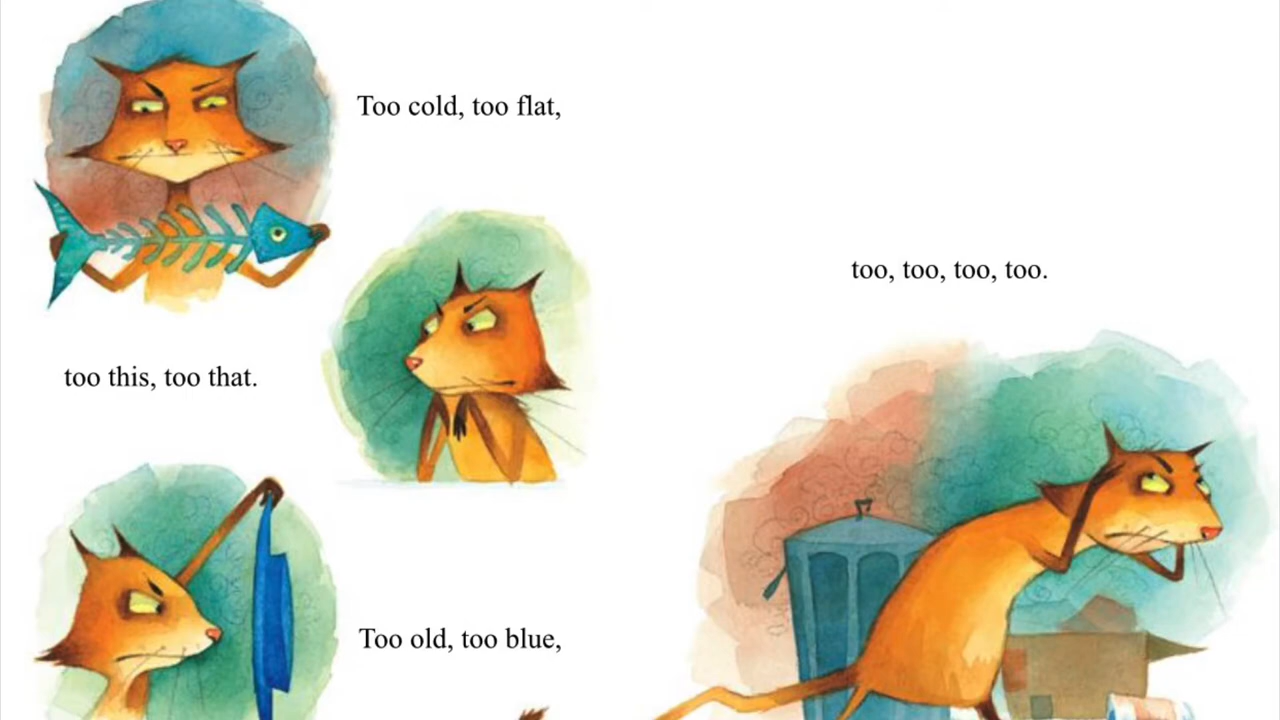 Too cold, too flat,
too this, too that.
Too old, too blue,
too, too, too, too.